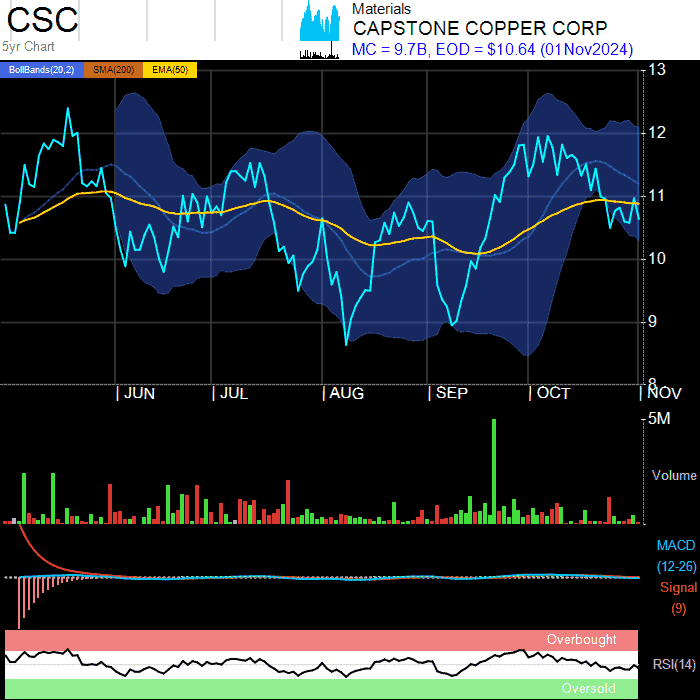 CSC
5yr Chart
Materials
CAPSTONE COPPER CORP
MC = 9.7B, EOD = $10.64 (01Nov2024)
BollBands(20,2) SMA(200) EMA(50)
13
12
11
10
9
8
JUN JUL AUG SEP OCT NOV
5M
Volume
MACD
(12-26)
Signal
(9)
Overbought
RSI(14)
Oversold